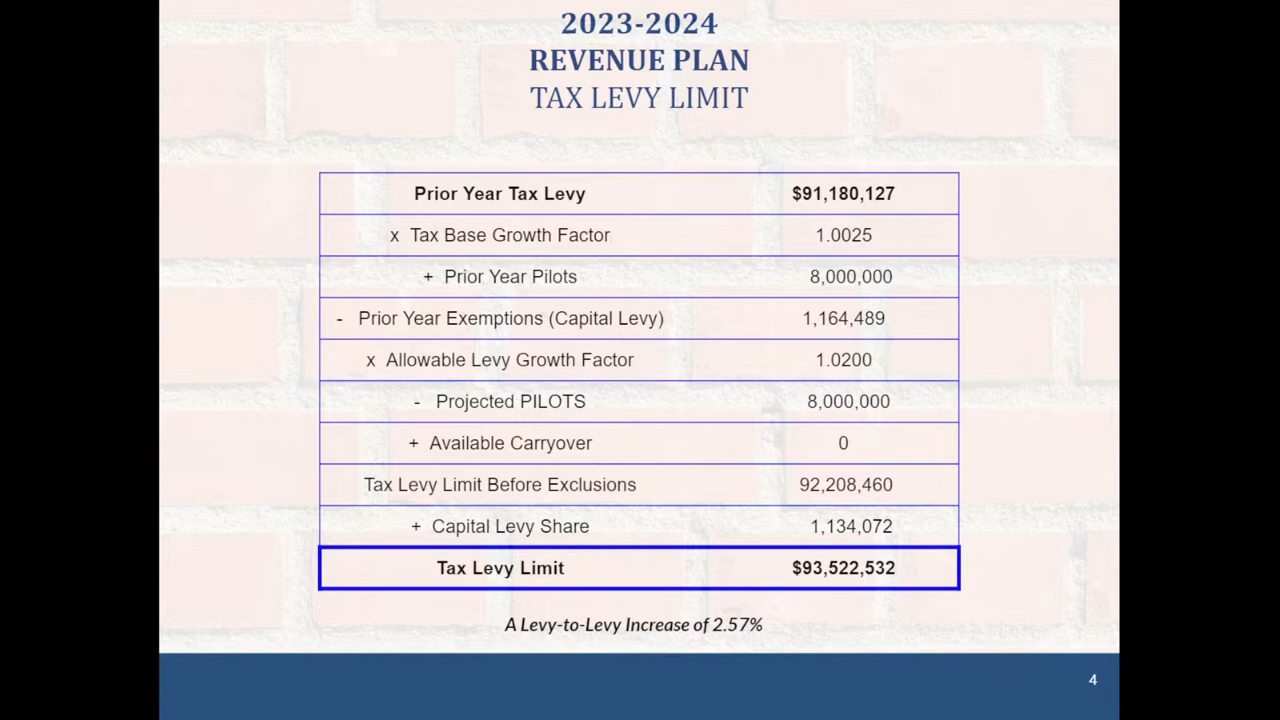 2023-2024
REVENUE PLAN
TAX LEVY LIMIT
Prior Year Tax Levy $91,180,127
x Tax Base Growth Factor 1.0025
+ Prior Year Pilots 8,000,000
- Prior Year Exemptions (Capital Levy) 1,164,489
x Allowable Levy Growth Factor 1.0200
- Projected PILOTS 8,000,000
+ Available Carryover 0
Tax Levy Limit Before Exclusions 92,208,460
+ Capital Levy Share 1,134,072
Tax Levy Limit $93,522,532
A Levy-to-Levy Increase of 2.57%
4